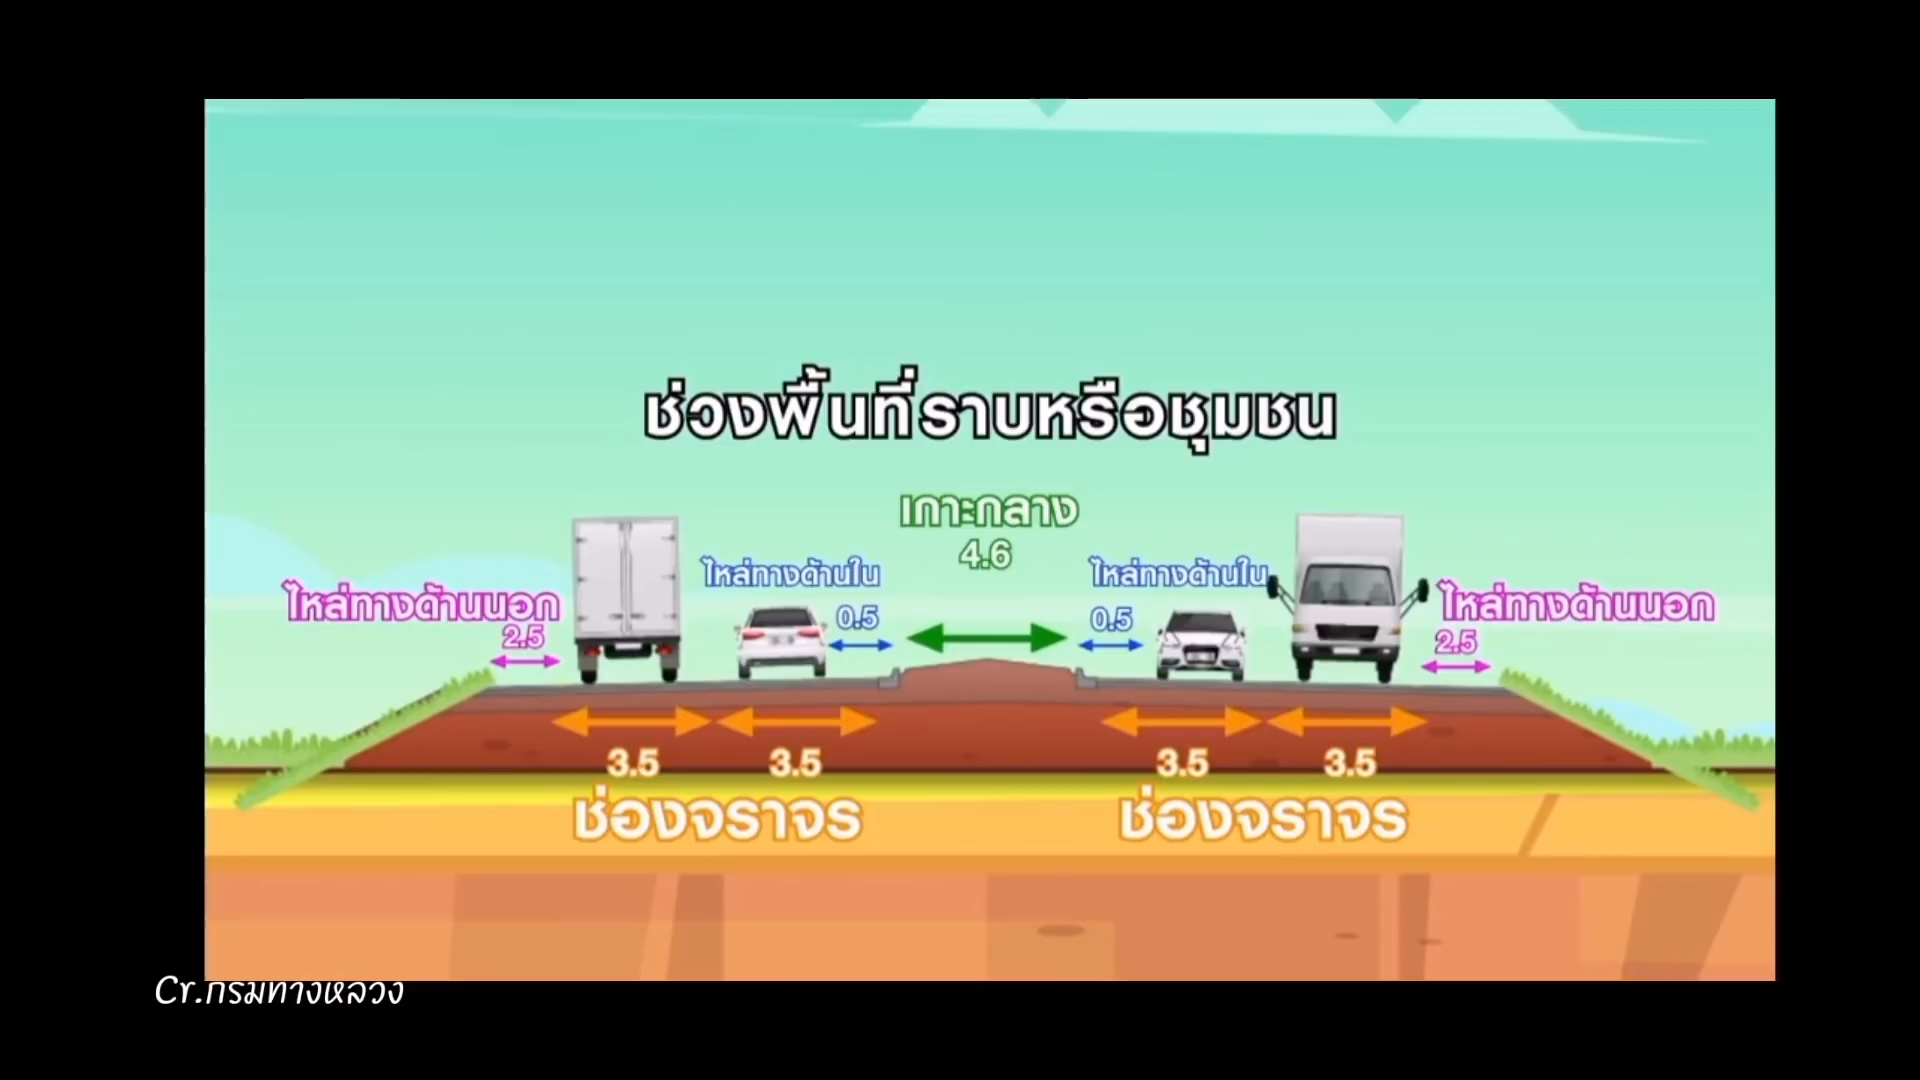 ช่วงพื้นที่ราบหรือชุมชน
เกาะกลาง
4.6
ไหล่ทางด้านใน
0.5
ไหล่ทางด้านใน
0.5
ไหล่ทางด้านนอก
2.5
ไหล่ทางด้านนอก
2.5
3.5
3.5
3.5
3.5
ช่องจราจร
ช่องจราจร
Cr.กรมทางหลวง